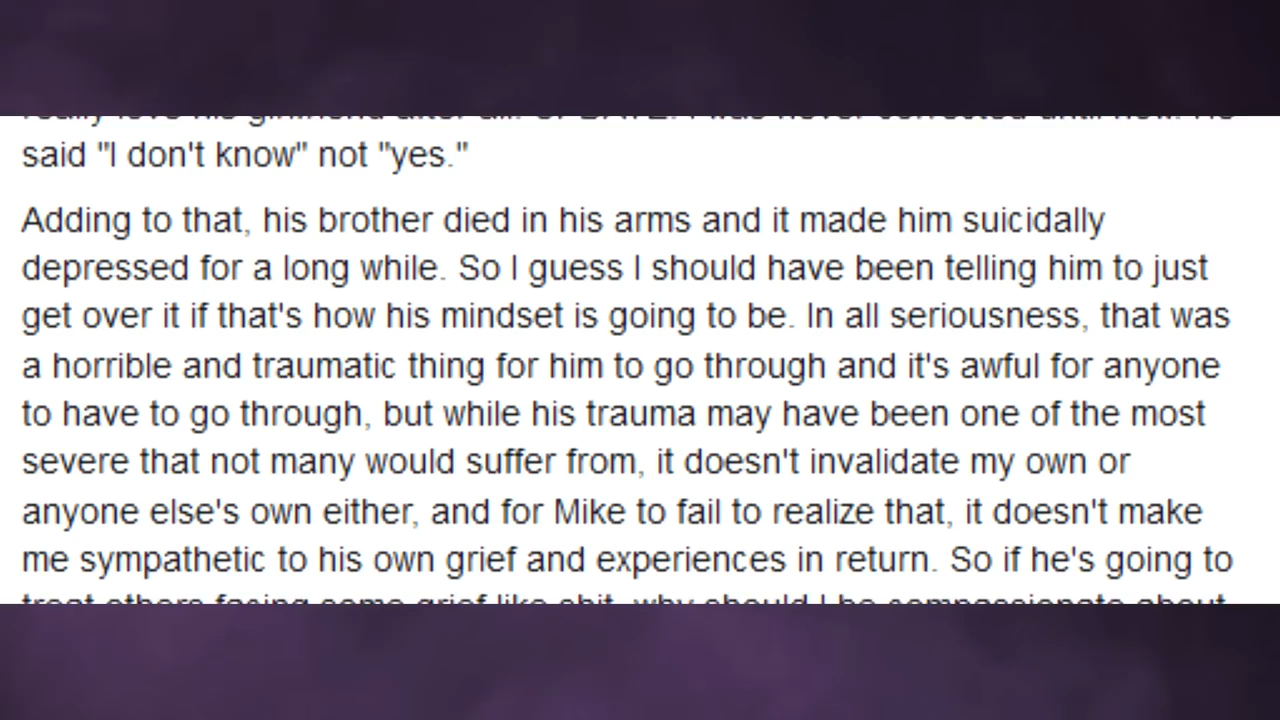 said "I don't know" not "yes."
Adding to that, his brother died in his arms and it made him suicidally
depressed for a long while. So I guess I should have been telling him to just
get over it if that's how his mindset is going to be. In all seriousness, that was
a horrible and traumatic thing for him to go through and it's awful for anyone
to have to go through, but while his trauma may have been one of the most
severe that not many would suffer from, it doesn't invalidate my own or
anyone else's own either, and for Mike to fail to realize that, it doesn't make
me sympathetic to his own grief and experiences in return. So if he's going to